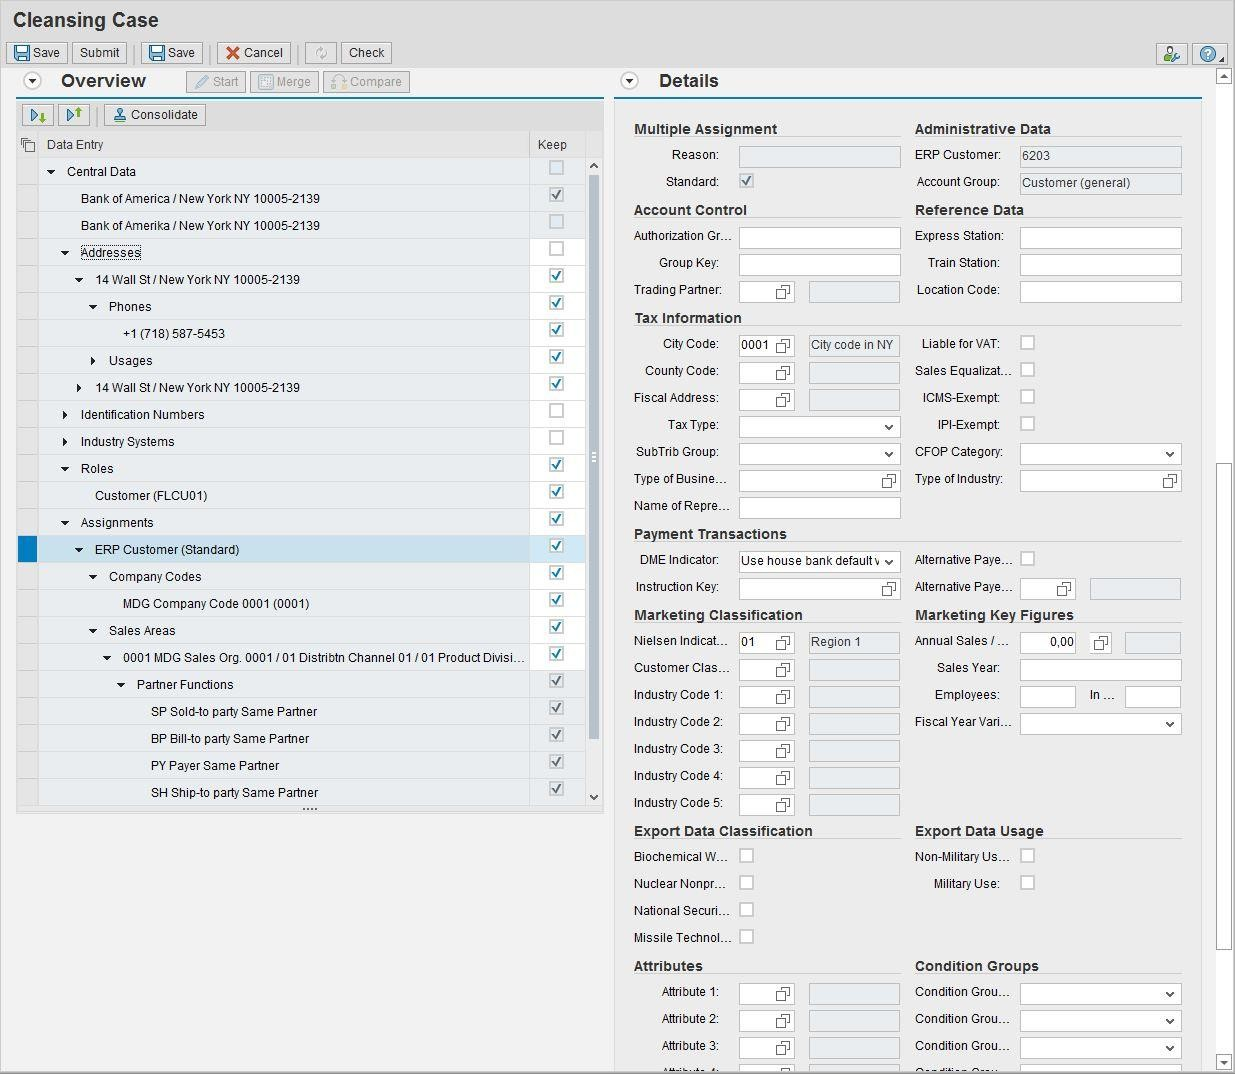 Cleansing Case
Save Submit Save Cancel Check
Overview Start Merge Compare
Consolidate
Data Entry Keep
Central Data
Bank of America / New York NY 10005-2139
Bank of Amerika / New York NY 10005-2139
Addresses
14 Wall St / New York NY 10005-2139
Phones
+1 (718) 587-5453
Usages
14 Wall St / New York NY 10005-2139
Identification Numbers
Industry Systems
Roles
Customer (FLCU01)
Assignments
ERP Customer (Standard)
Company Codes
MDG Company Code 0001 (0001)
Sales Areas
0001 MDG Sales Org. 0001 / 01 Distribtn Channel 01 / 01 Product Divisi...
Partner Functions
SP Sold-to party Same Partner
BP Bill-to party Same Partner
PY Payer Same Partner
SH Ship-to party Same Partner
Details
Multiple Assignment
Reason:
Standard:
Administrative Data
ERP Customer: 6203
Account Group: Customer (general)
Account Control
Authorization Gr...
Group Key:
Trading Partner:
Reference Data
Express Station:
Train Station:
Location Code:
Tax Information
City Code: 0001 City code in NY Liable for VAT:
County Code: Sales Equalizat...
Fiscal Address: ICMS-Exempt:
Tax Type: IPI-Exempt:
SubTrib Group: CFOP Category:
Type of Busine... Type of Industry:
Name of Repre...
Payment Transactions
DME Indicator: Use house bank default v Alternative Paye...
Instruction Key: Alternative Paye...
Marketing Classification
Nielsen Indicat... 01 Region 1
Customer Clas...
Industry Code 1:
Industry Code 2:
Industry Code 3:
Industry Code 4:
Industry Code 5:
Marketing Key Figures
Annual Sales / ... 0,00
Sales Year:
Employees: In ...
Fiscal Year Vari...
Export Data Classification
Biochemical W...
Nuclear Nonpr...
National Securi...
Missile Technol...
Export Data Usage
Non-Military Us...
Military Use:
Attributes
Attribute 1:
Attribute 2:
Attribute 3:
Condition Groups
Condition Grou...
Condition Grou...
Condition Grou...